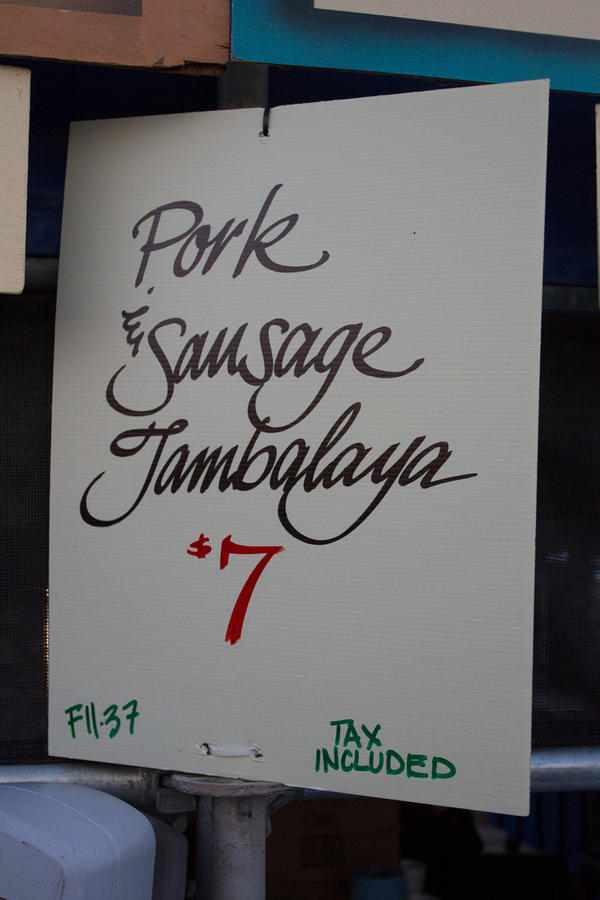 Pork
& Sausage
Jambalaya
$7
F11-37
TAX
INCLUDED